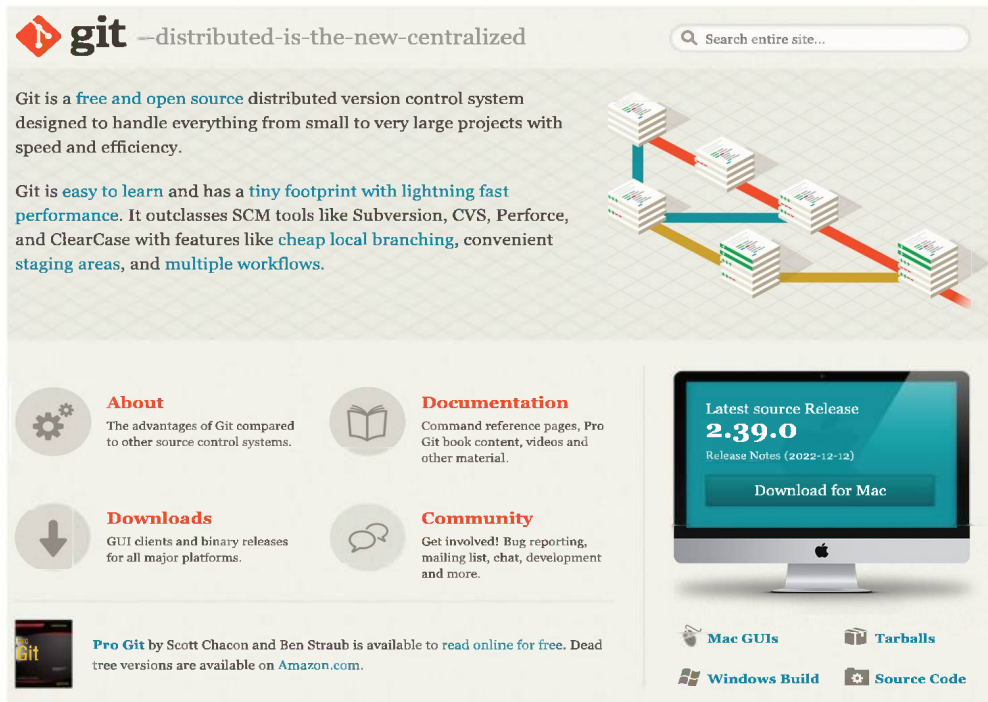 git --distributed-is-the-new-centralized
Search entire site...
Git is a free and open source distributed version control system
designed to handle everything from small to very large projects with
speed and efficiency.
Git is easy to learn and has a tiny footprint with lightning fast
performance. It outclasses SCM tools like Subversion, CVS, Perforce,
and ClearCase with features like cheap local branching, convenient
staging areas, and multiple workflows.
About
The advantages of Git compared
to other source control systems.
Documentation
Command reference pages, Pro
Git book content, videos and
other material.
Downloads
GUI clients and binary releases
for all major platforms.
Community
Get involved! Bug reporting,
mailing list, chat, development
and more.
Latest source Release
2.39.0
Release Notes (2022-12-12)
Download for Mac
Pro
Git
Pro Git by Scott Chacon and Ben Straub is available to read online for free. Dead
tree versions are available on Amazon.com.
Mac GUIs
Tarballs
Windows Build
Source Code